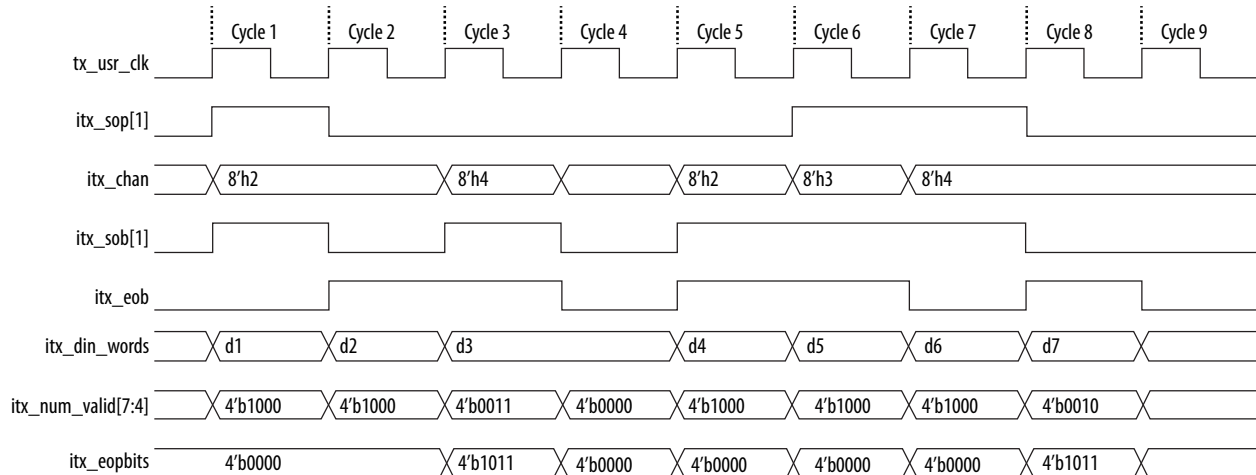 Cycle 1 Cycle 2 Cycle 3 Cycle 4 Cycle 5 Cycle 6 Cycle 7 Cycle 8 Cycle 9
tx_usr_clk
itx_sop[1]
itx_chan 8’h2 8’h4 8’h2 8’h3 8’h4
itx_sob[1]
itx_eob
itx_din_words d1 d2 d3 d4 d5 d6 d7
itx_num_valid[7:4] 4’b1000 4’b1000 4’b0011 4’b0000 4’b1000 4’b1000 4’b1000 4’b0010
itx_eopbits 4’b0000 4’b1011 4’b0000 4’b0000 4’b0000 4’b0000 4’b1011